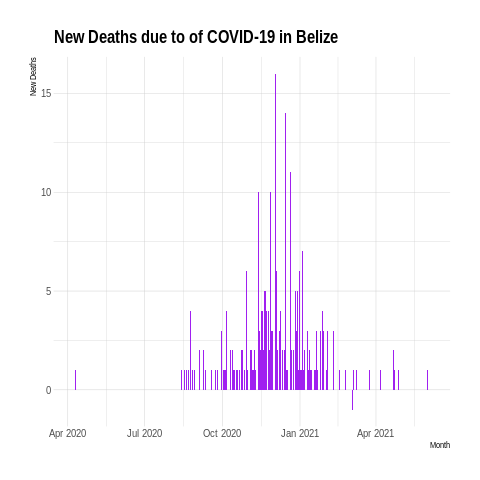 New Deaths due to of COVID-19 in Belize
New Deaths
15
10
5
0
Apr 2020 Jul 2020 Oct 2020 Jan 2021 Apr 2021
Month